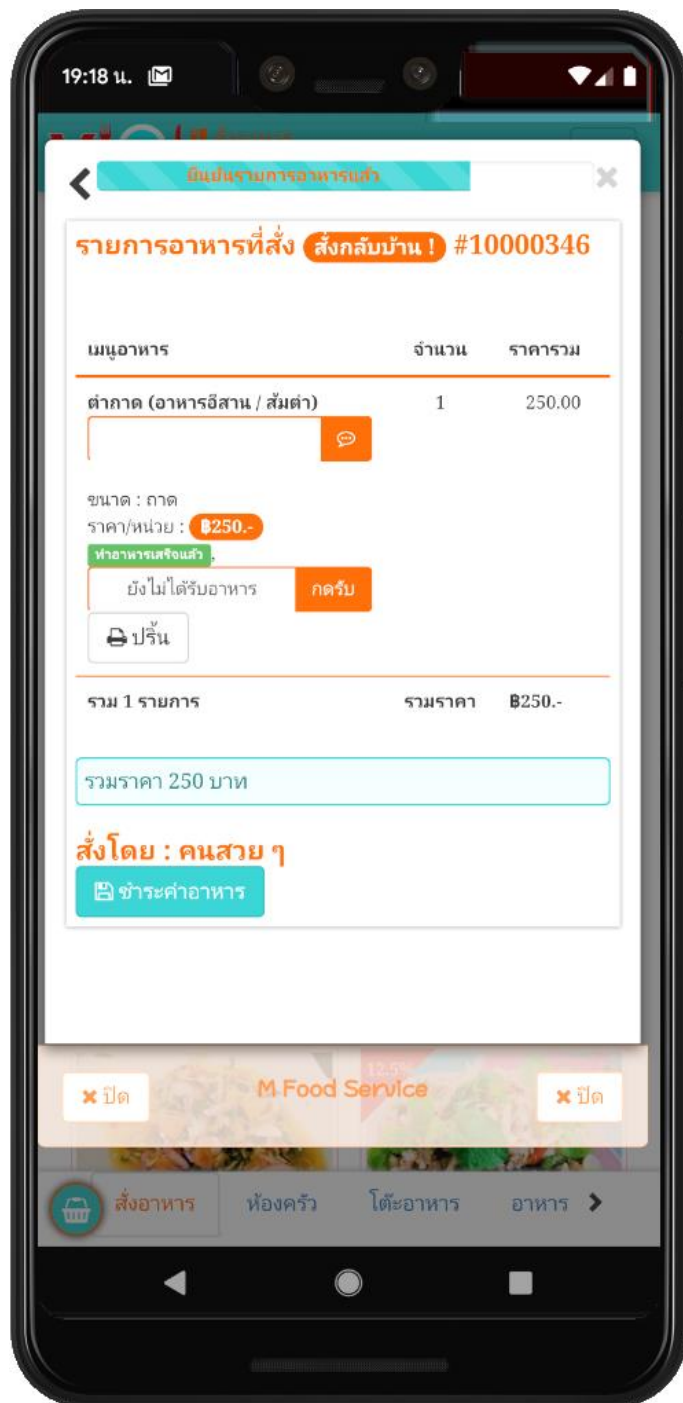 19:18 น.
ยืนยันรายการอาหารแล้ว
รายการอาหารที่สั่ง สั่งกลับบ้าน ! #10000346
เมนูอาหาร จำนวน ราคารวม
ตำถาด (อาหารอีสาน / ส้มตำ) 1 250.00
ขนาด : ถาด
ราคา/หน่วย : ฿250.-
ทำอาหารเสร็จแล้ว ,
ยังไม่ได้รับอาหาร กดรับ
ปริ้น
รวม 1 รายการ รวมราคา ฿250.-
รวมราคา 250 บาท
สั่งโดย : คนสวย ๆ
ชำระค่าอาหาร
12.5%
ปิด M Food Service ปิด
สั่งอาหาร ห้องครัว โต๊ะอาหาร อาหาร